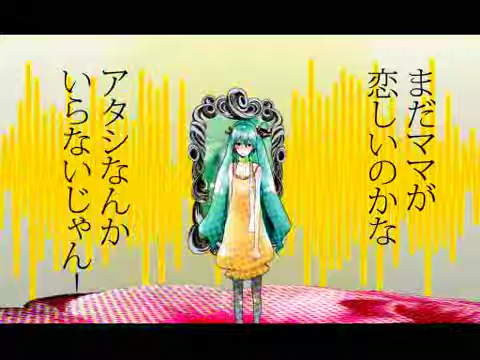 まだママが
恋しいのかな
アタシなんか
いらないじゃんー